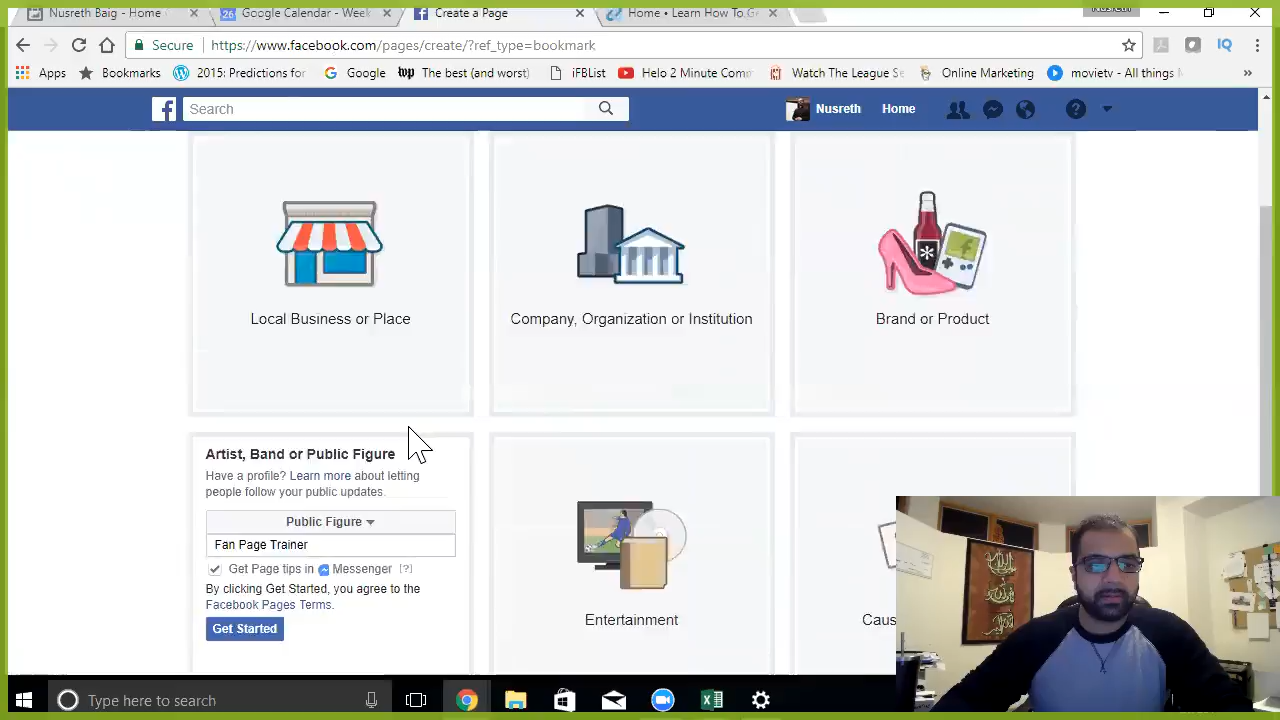 Nusreth Baig - Home
Google Calendar - Week
Create a Page
Home • Learn How To Ge
Nusreth
Secure
https://www.facebook.com/pages/create/?ref_type=bookmark
Apps
Bookmarks
2015: Predictions for
Google
The best (and worst)
iFBList
Helo 2 Minute
Watch The League
Online Marketing
movietv - All things
Search
Nusreth
Home
Local Business or Place
Company, Organization or Institution
Brand or Product
Artist, Band or Public Figure
Have a profile? Learn more about letting
people follow your public updates.
Public Figure
Fan Page Trainer
Get Page tips in Messenger [?]
By clicking Get Started, you agree to the
Facebook Pages Terms.
Get Started
Entertainment
Caus
Type here to search